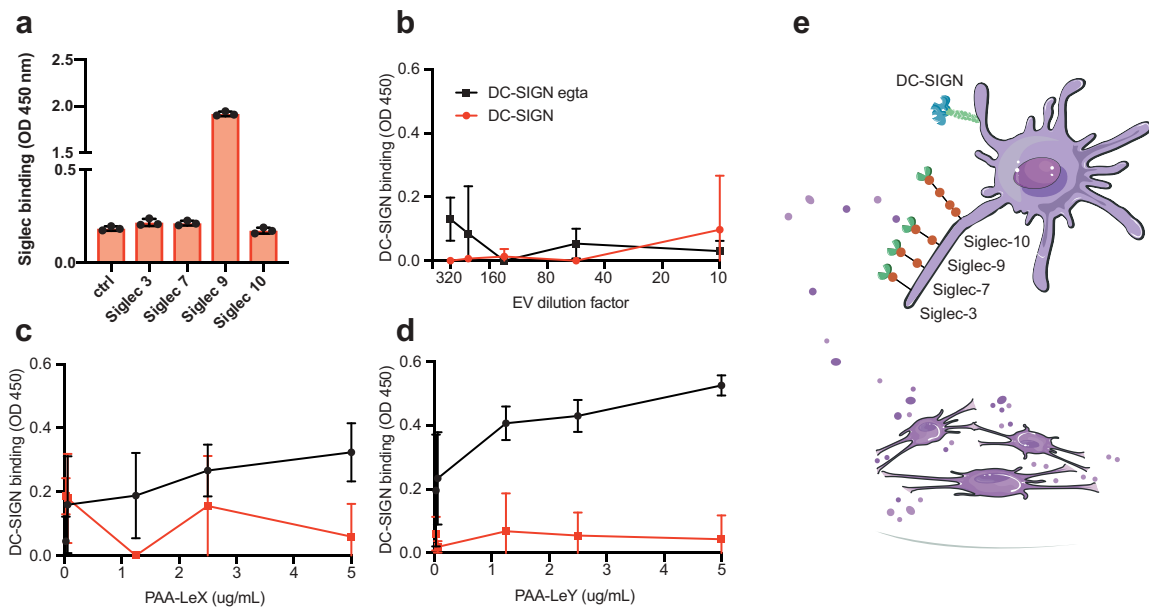 a
Siglec binding (OD 450 nm)
2.5
2.0
1.5
0.5
0.0
ctrl
Siglec 3
Siglec 7
Siglec 9
Siglec 10
b
DC-SIGN binding (OD 450)
0.6
0.4
0.2
0.0
DC-SIGN egta
DC-SIGN
320 160 80 40 20 10
EV dilution factor
c
DC-SIGN binding (OD 450)
0.6
0.4
0.2
0.0
0 1 2 3 4 5
PAA-LeX (ug/mL)
d
DC-SIGN binding (OD 450)
0.6
0.4
0.2
0.0
0 1 2 3 4 5
PAA-LeY (ug/mL)
e
DC-SIGN
Siglec-10
Siglec-9
Siglec-7
Siglec-3